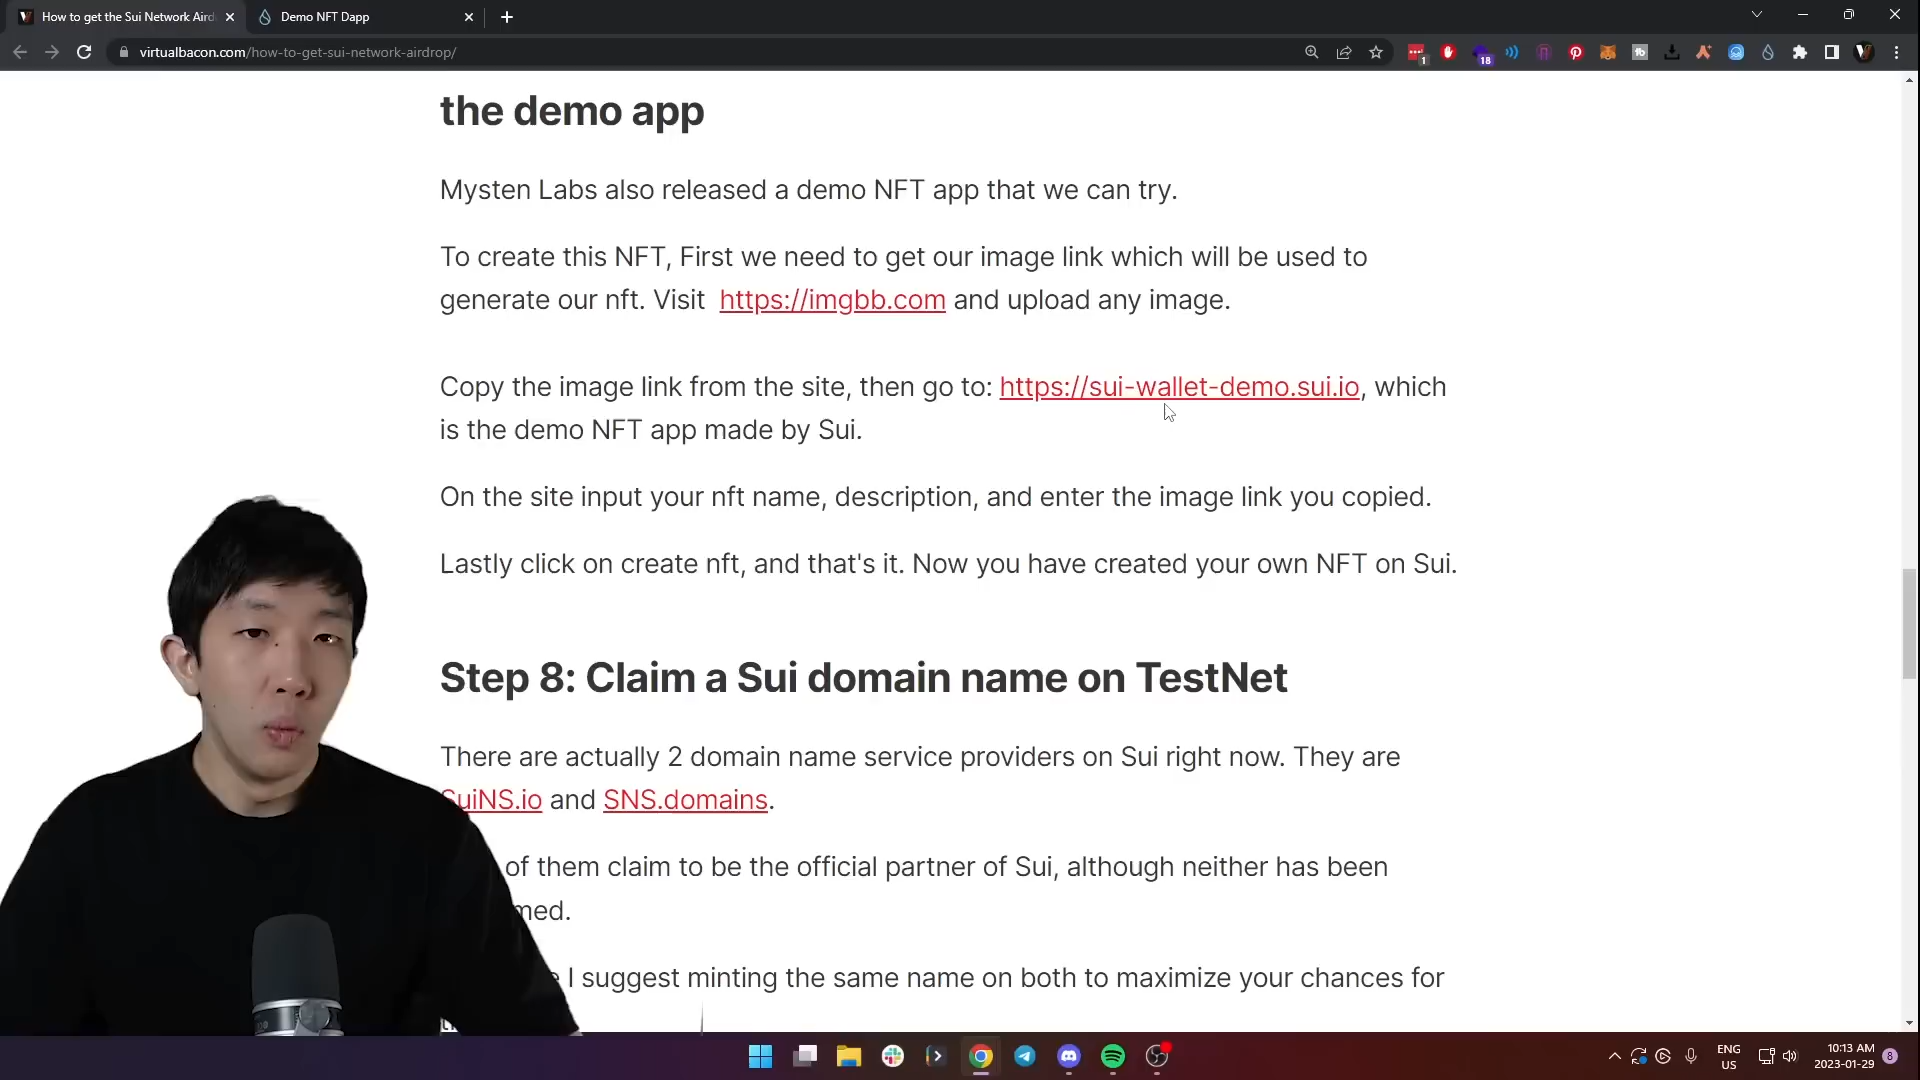 How to get the Sui Network Aird
Demo NFT Dapp
virtualbacon.com/how-to-get-sui-network-airdrop/
1
18
the demo app
Mysten Labs also released a demo NFT app that we can try.
To create this NFT, First we need to get our image link which will be used to
generate our nft. Visit https://imgbb.com and upload any image.
Copy the image link from the site, then go to: https://sui-wallet-demo.sui.io, which
is the demo NFT app made by Sui.
On the site input your nft name, description, and enter the image link you copied.
Lastly click on create nft, and that's it. Now you have created your own NFT on Sui.
Step 8: Claim a Sui domain name on TestNet
There are actually 2 domain name service providers on Sui right now. They are
SuiNS.io and SNS.domains.
of them claim to be the official partner of Sui, although neither has been
med.
I suggest minting the same name on both to maximize your chances for
ENG
US
10:13 AM
2023-01-29
8